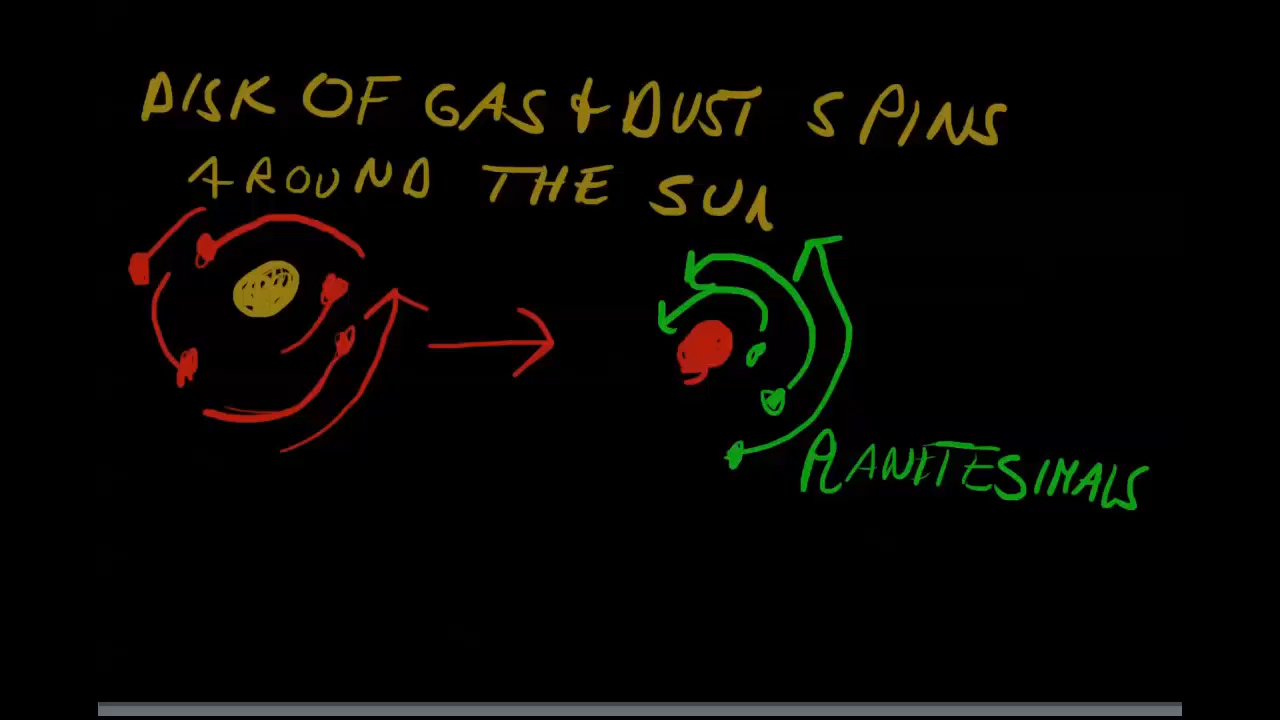 DISK OF GAS & DUST SPINS
AROUND THE SUN
PLANETESIMALS